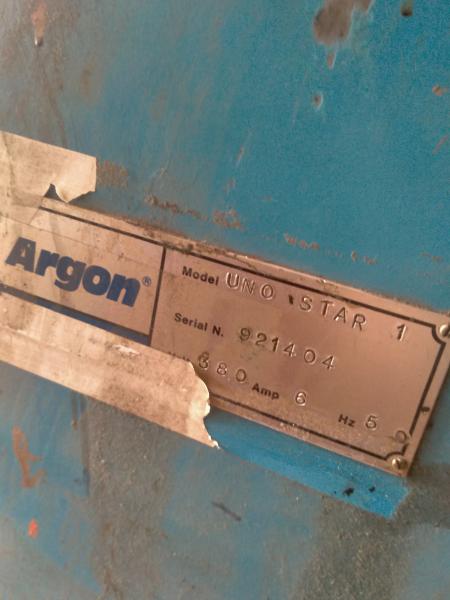 Argon®
Model UNO STAR 1
Serial N. 921404
380 Amp 6 Hz 50